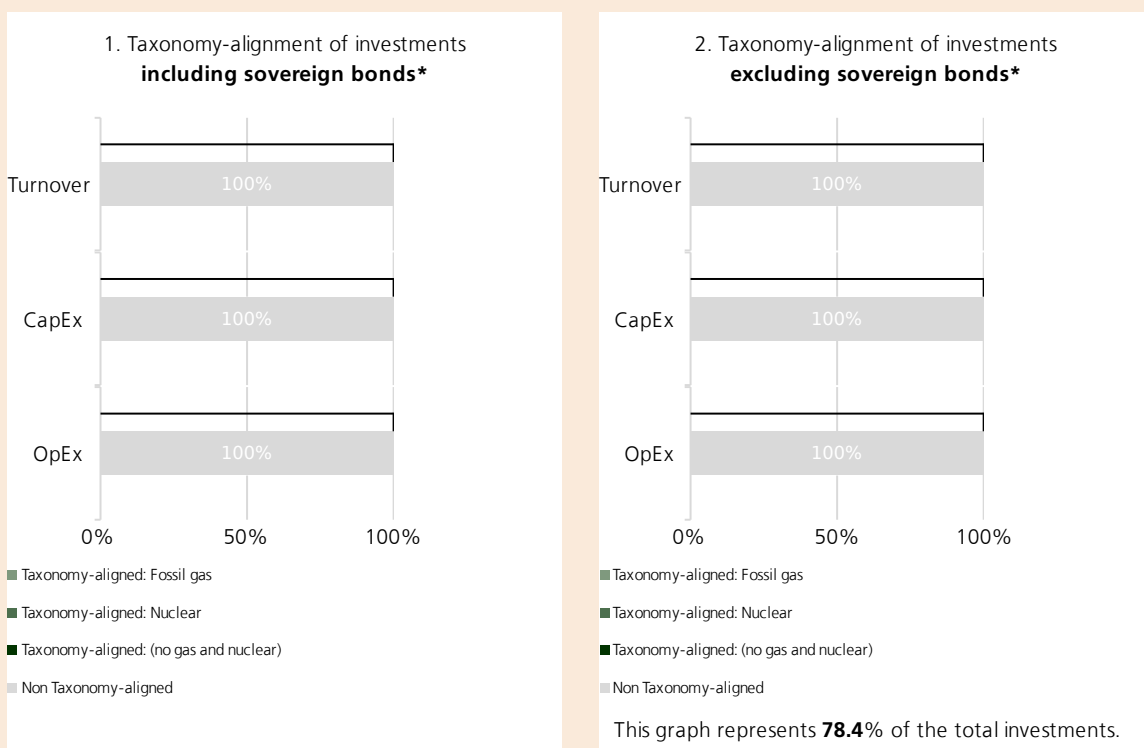 1. Taxonomy-alignment of investments
including sovereign bonds*
Turnover
100%
CapEx
100%
OpEx
100%
0% 50% 100%
Taxonomy-aligned: Fossil gas
Taxonomy-aligned: Nuclear
Taxonomy-aligned: (no gas and nuclear)
Non Taxonomy-aligned
2. Taxonomy-alignment of investments
excluding sovereign bonds*
Turnover
100%
CapEx
100%
OpEx
100%
0% 50% 100%
Taxonomy-aligned: Fossil gas
Taxonomy-aligned: Nuclear
Taxonomy-aligned: (no gas and nuclear)
Non Taxonomy-aligned
This graph represents 78.4% of the total investments.